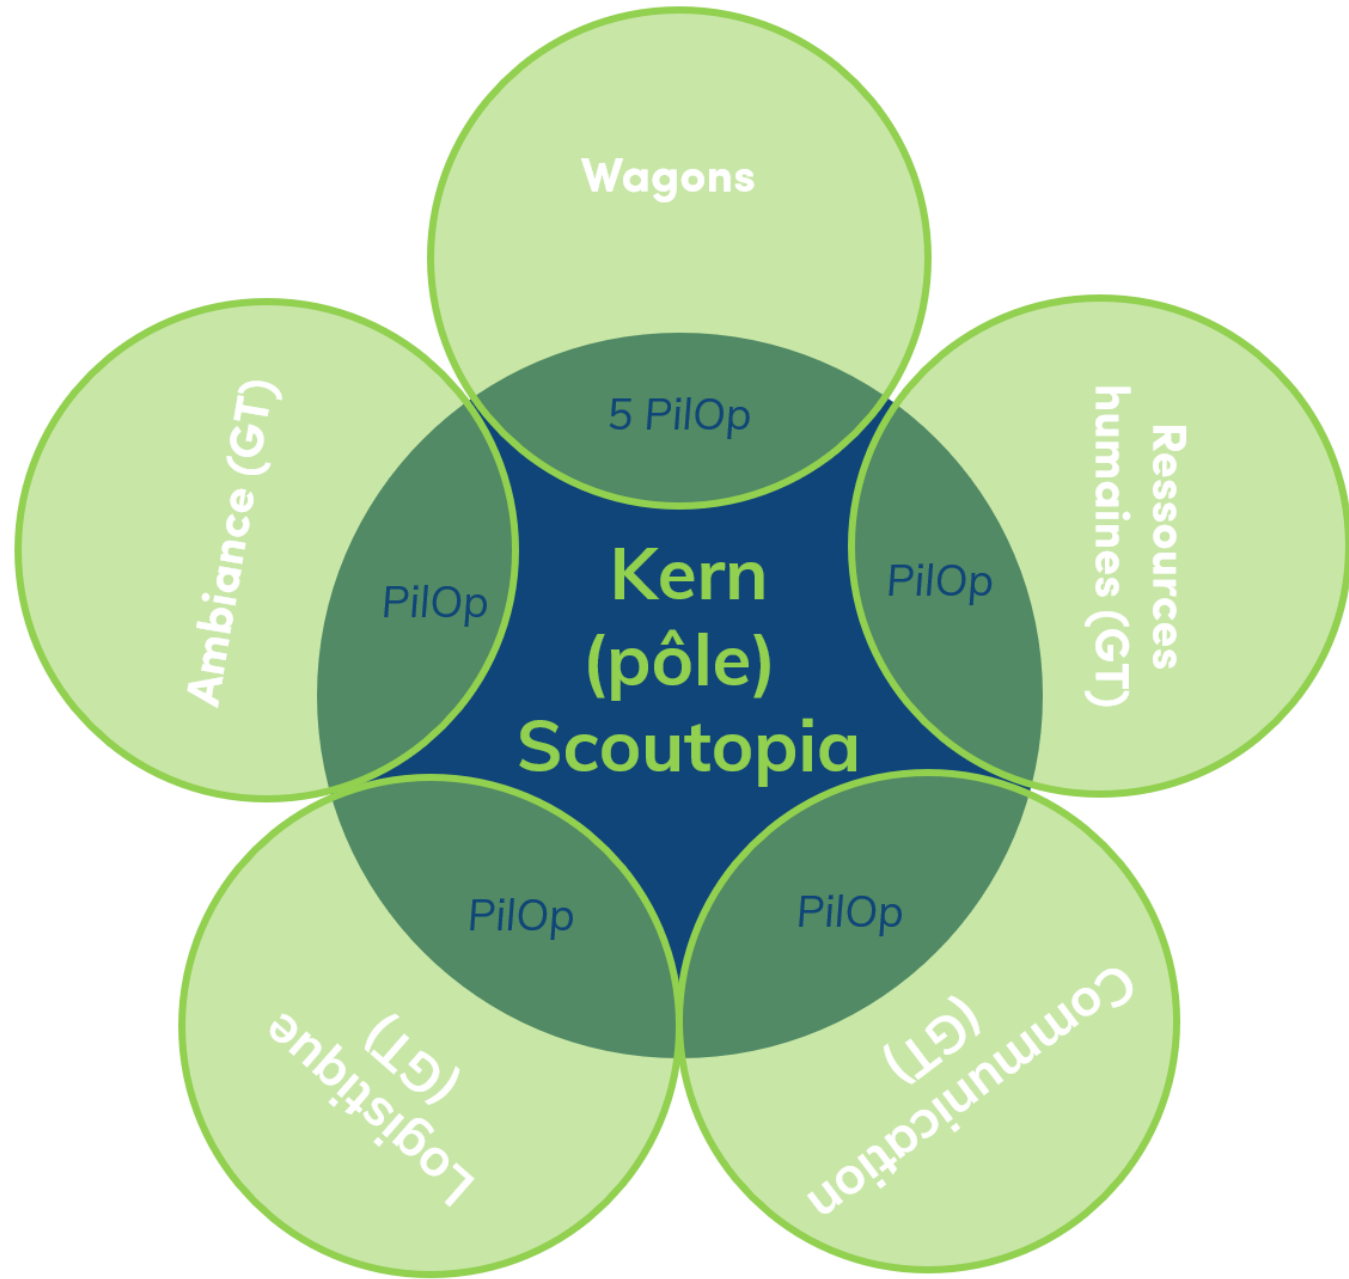 Wagons
5 PilOp
Ambiance (GT)
PilOp
Ressources
humaines (GT)
PilOp
Kern
(pôle)
Scoutopia
Logistique
(GT)
PilOp
Communication
(GT)
PilOp